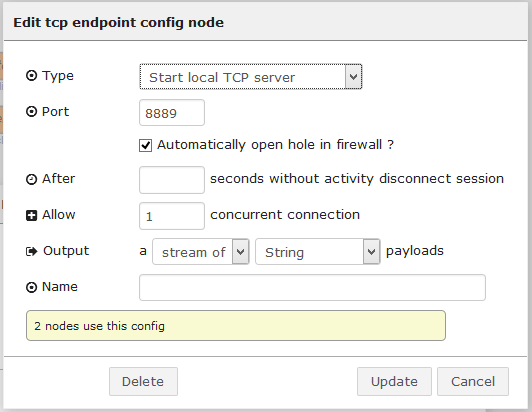 Edit tcp endpoint config node
Type Start local TCP server
Port 8889
Automatically open hole in firewall ?
After seconds without activity disconnect session
Allow 1 concurrent connection
Output a stream of String payloads
Name
2 nodes use this config
Delete Update Cancel